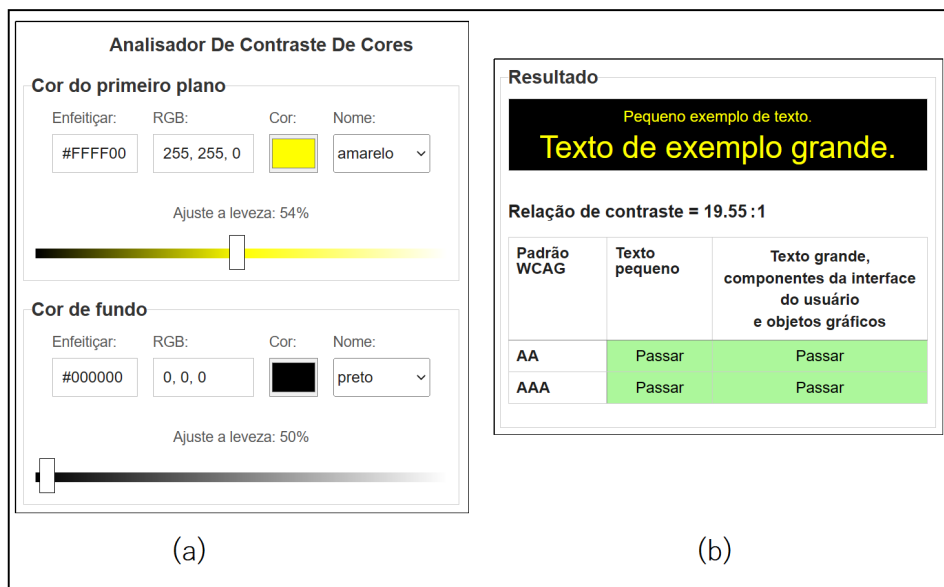 Analisador De Contraste De Cores
Cor do primeiro plano
Enfeitiçar: RGB: Cor: Nome:
#FFFF00 255, 255, 0 amarelo
Ajuste a leveza: 54%
Cor de fundo
Enfeitiçar: RGB: Cor: Nome:
#000000 0, 0, 0 preto
Ajuste a leveza: 50%
(a)
Resultado
Pequeno exemplo de texto.
Texto de exemplo grande.
Relação de contraste = 19.55:1
Padrão WCAG
Texto pequeno
Texto grande,
componentes da interface
do usuário
e objetos gráficos
AA Passar Passar
AAA Passar Passar
(b)